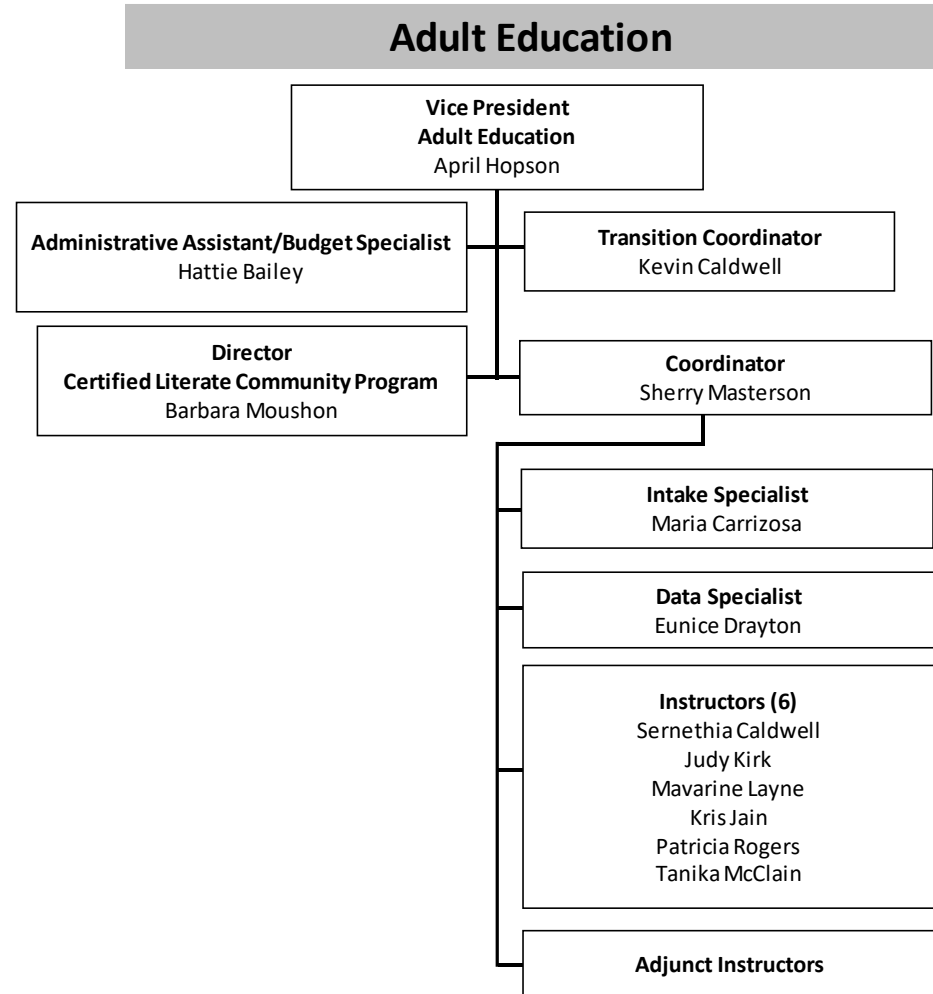 Adult Education
Vice President
Adult Education
April Hopson
Administrative Assistant/Budget Specialist
Hattie Bailey
Transition Coordinator
Kevin Caldwell
Director
Certified Literate Community Program
Barbara Moushon
Coordinator
Sherry Masterson
Intake Specialist
Maria Carrizosa
Data Specialist
Eunice Drayton
Instructors (6)
Sernethia Caldwell
Judy Kirk
Mavarine Layne
Kris Jain
Patricia Rogers
Tanika McClain
Adjunct Instructors